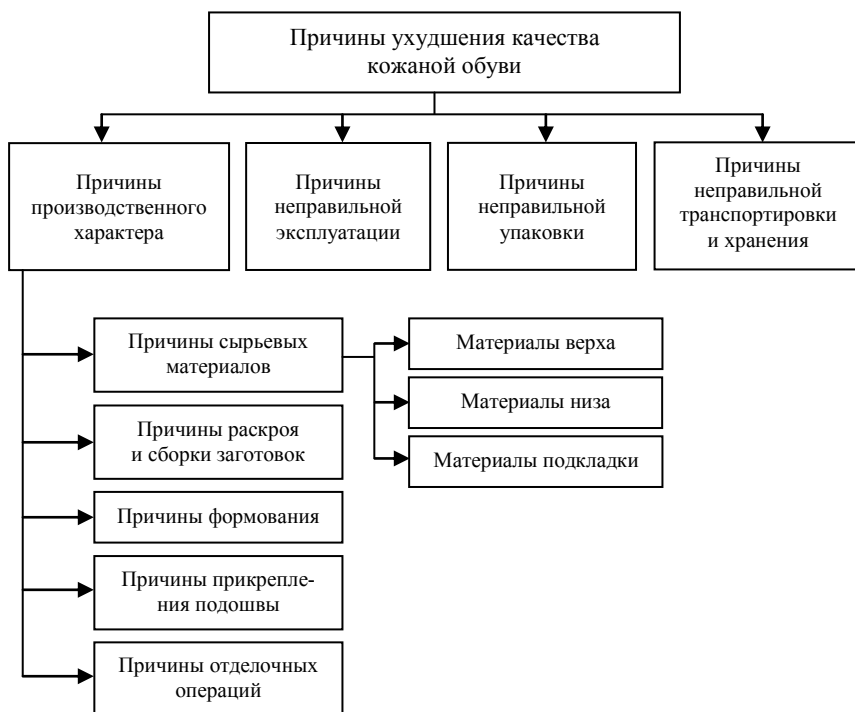 Причины ухудшения качества
кожаной обуви
Причины
производственного
характера
Причины
неправильной
эксплуатации
Причины
неправильной
упаковки
Причины
неправильной
транспортировки
и хранения
Причины сырьевых
материалов
Материалы верха
Материалы низа
Материалы подкладки
Причины раскроя
и сборки заготовок
Причины формования
Причины прикрепле-
ния подошвы
Причины отделочных
операций